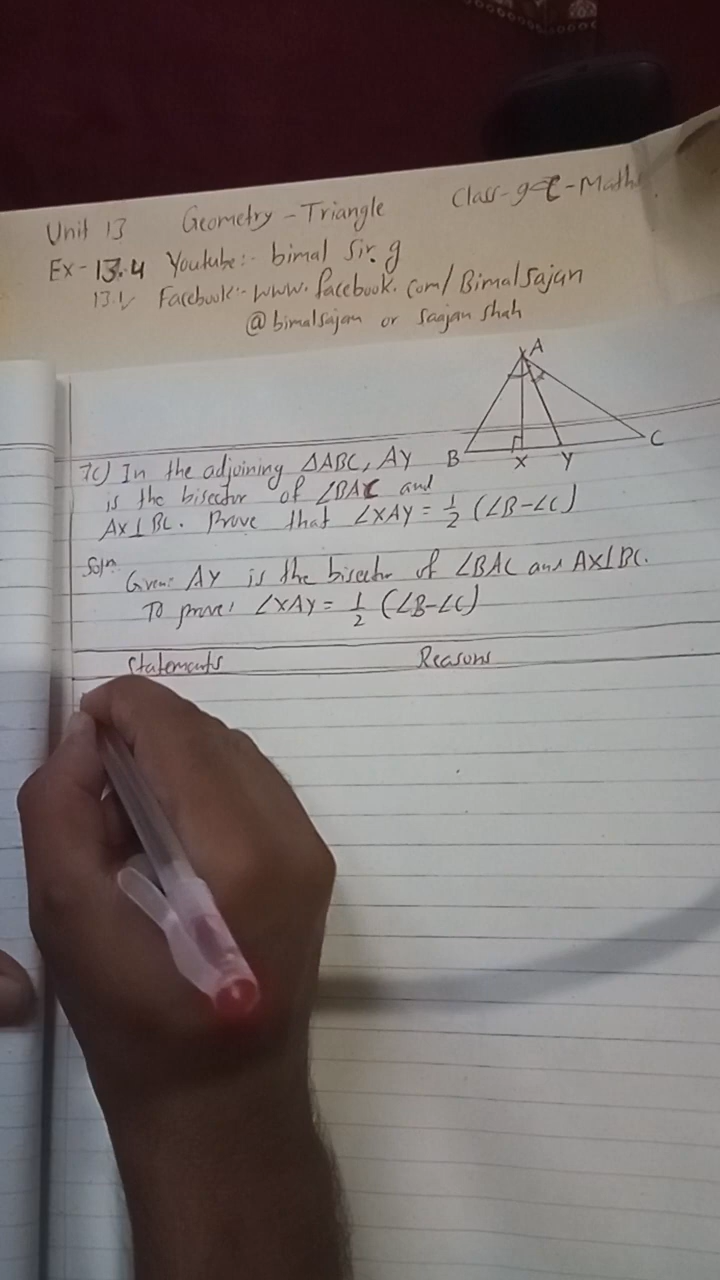 Unit 13 Geometry - Triangle Class - 9 - Maths
Ex - 13.4 Youtube:- bimal sir. g
13.1 Facebook:- www.facebook.com/Bimalsajan
@bimalsajan or saajan shah
A
B X Y C
7c) In the adjoining ΔABC, AY
is the bisector of ∠BAC and
AX⊥BC. Prove that ∠XAY = 1/2 (∠B-∠C)
Soln
Given: AY is the bisector of ∠BAC and AX⊥BC.
To prove: ∠XAY = 1/2 (∠B-∠C)
Statements Reasons